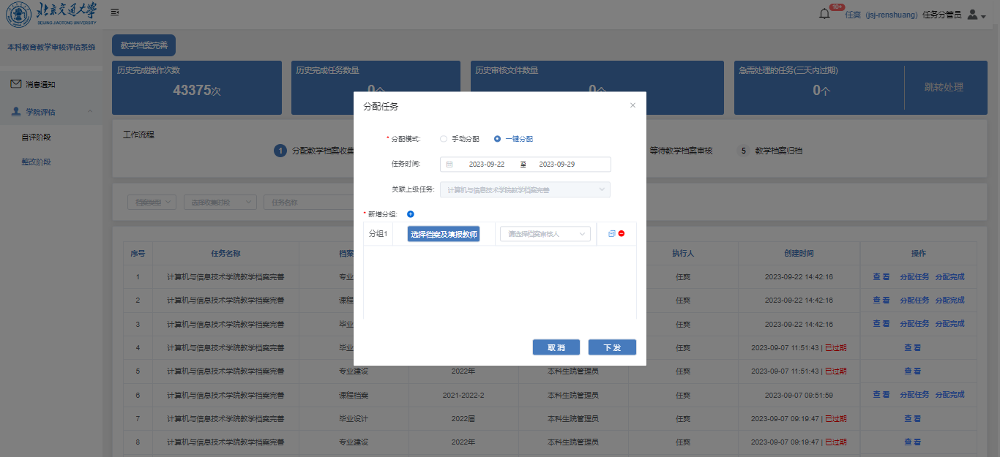 北京交通大学
BEIJING JIAOTONG UNIVERSITY
10+
任奭 (jsj-renshuang) 任务分管员
本科教育教学审核评估系统
教学档案完善
消息通知
学院评估
自评阶段
整改阶段
历史完成操作次数
43375次
历史完成任务数量
0个
历史审核文件数量
0个
急需处理的任务(三天内过期)
0个
跳转处理
工作流程
1 分配教学档案收集
等待教学档案审核
5 教学档案归档
档案类型
选择收集时段
任务名称
分配任务
* 分配模式: 手动分配 一键分配
任务时间: 2023-09-22 至 2023-09-29
关联上级任务: 计算机与信息技术学院教学档案完善
* 新增分组:
分组1 选择档案及填报教师 请选择档案审核人
取 消 下 发
序号 任务名称 档案 执行人 创建时间 操作
1 计算机与信息技术学院教学档案完善 专业 任奭 2023-09-22 14:42:16 查 看 分配任务 分配完成
2 计算机与信息技术学院教学档案完善 课程 任奭 2023-09-22 14:42:16 查 看 分配任务 分配完成
3 计算机与信息技术学院教学档案完善 毕业 任奭 2023-09-22 14:42:16 查 看 分配任务 分配完成
4 计算机与信息技术学院教学档案完善 毕业 任奭 2023-09-07 11:51:43 | 已过期 查 看
5 计算机与信息技术学院教学档案完善 专业建设 2022年 本科生院管理员 任奭 2023-09-07 11:51:43 | 已过期 查 看
6 计算机与信息技术学院教学档案完善 课程档案 2021-2022-2 本科生院管理员 任奭 2023-09-07 09:51:59 查 看 分配任务 分配完成
7 计算机与信息技术学院教学档案完善 毕业设计 2022届 本科生院管理员 任奭 2023-09-07 09:19:47 | 已过期 查 看
8 计算机与信息技术学院教学档案完善 专业建设 2022年 本科生院管理员 任奭 2023-09-07 09:19:47 | 已过期 查 看